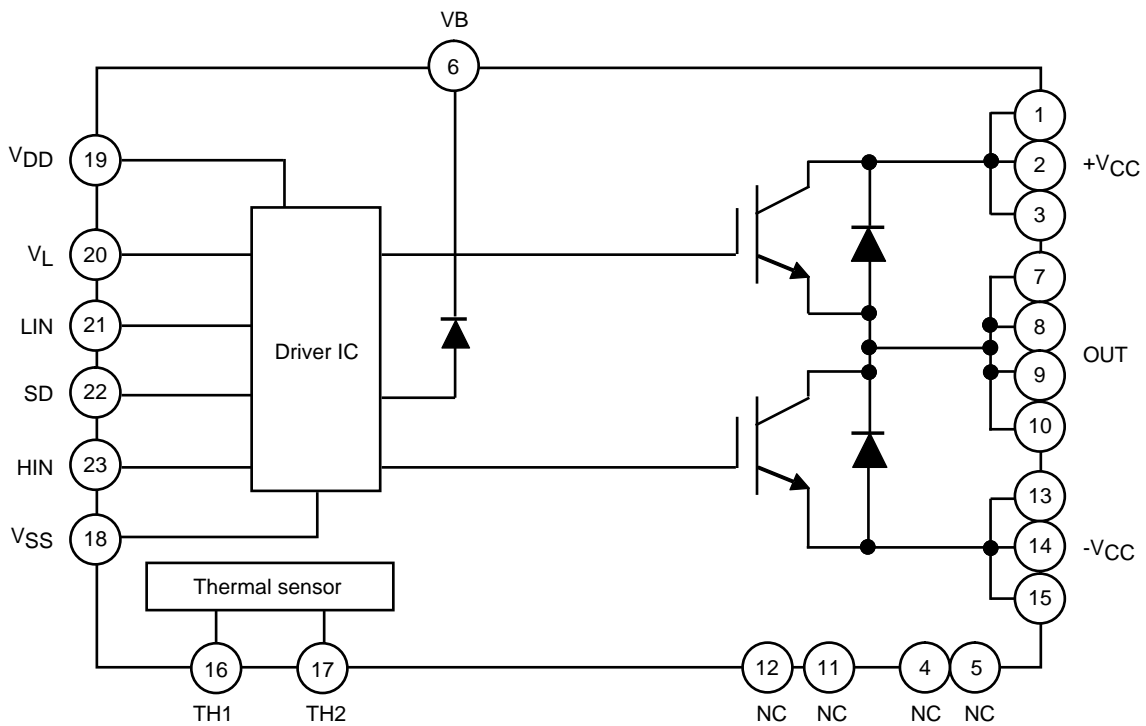 VB
6
1
VDD
19
2
+VCC
3
VL
20
7
LIN
21
8
Driver IC
OUT
9
SD
22
10
HIN
23
13
VSS
18
14
-VCC
Thermal sensor
15
16
17
12
11
4
5
TH1
TH2
NC
NC
NC
NC